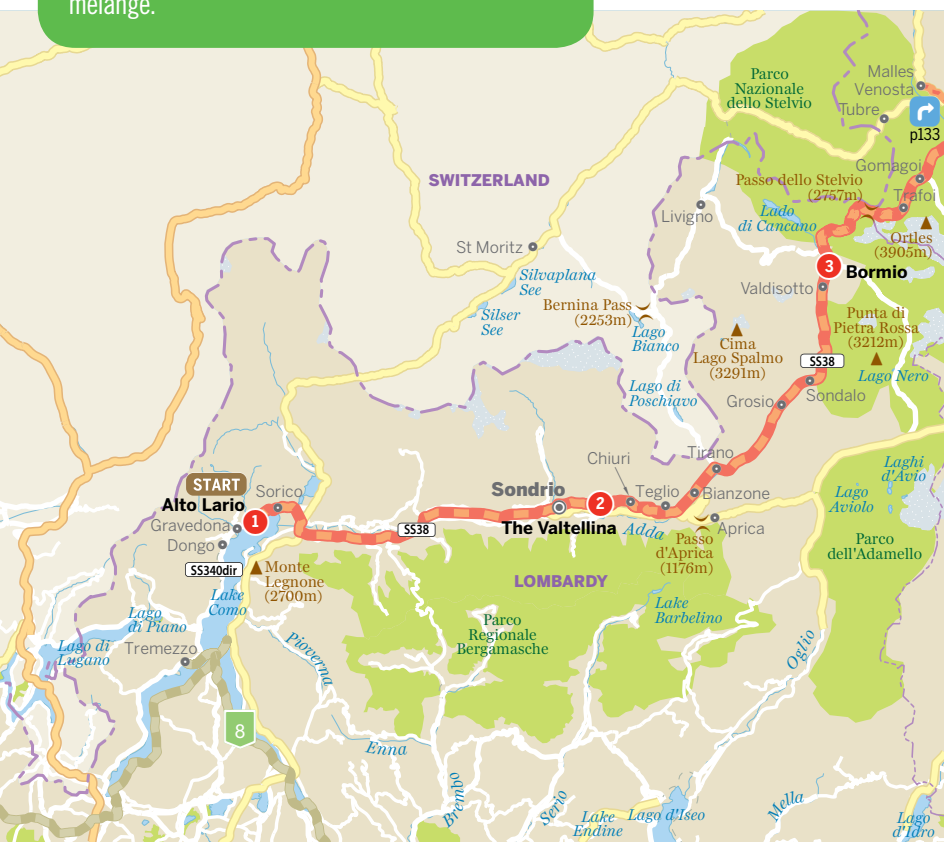 mélange.
Parco
Nazionale
dello Stelvio
Malles
Venosta
Tubre
p133
SWITZERLAND
Gomagoi
Passo dello Stelvio
(2757m)
Trafoi
Livigno
Lado
di Cancano
Ortles
(3905m)
St Moritz
3
Bormio
Silvaplana
See
Valdisotto
Bernina Pass
(2253m)
Silser
See
Punta di
Pietra Rossa
(3212m)
Lago
Bianco
Cima
Lago Spalmo
(3291m)
SS38
Lago Nero
Lago di
Poschiavo
Sondalo
Grosio
Tirano
Chiuri
Laghi
d'Avio
START
Alto Lario
Sorico
Sondrio
Teglio
Bianzone
Lago
Aviolo
1
2
Gravedona
The Valtellina
Adda
Aprica
SS38
Dongo
Passo
d'Aprica
(1176m)
Parco
dell'Adamello
SS340dir
Monte
Legnone
(2700m)
LOMBARDY
Lake
Como
Lake
Barbelino
Lago
di Piano
Parco
Regionale
Bergamasche
Lago di
Lugano
Tremezzo
Pioverna
Oglio
8
Enna
Brembo
Serio
Mella
Lake
Endine
Lago d'Iseo
Lago
d'Idro